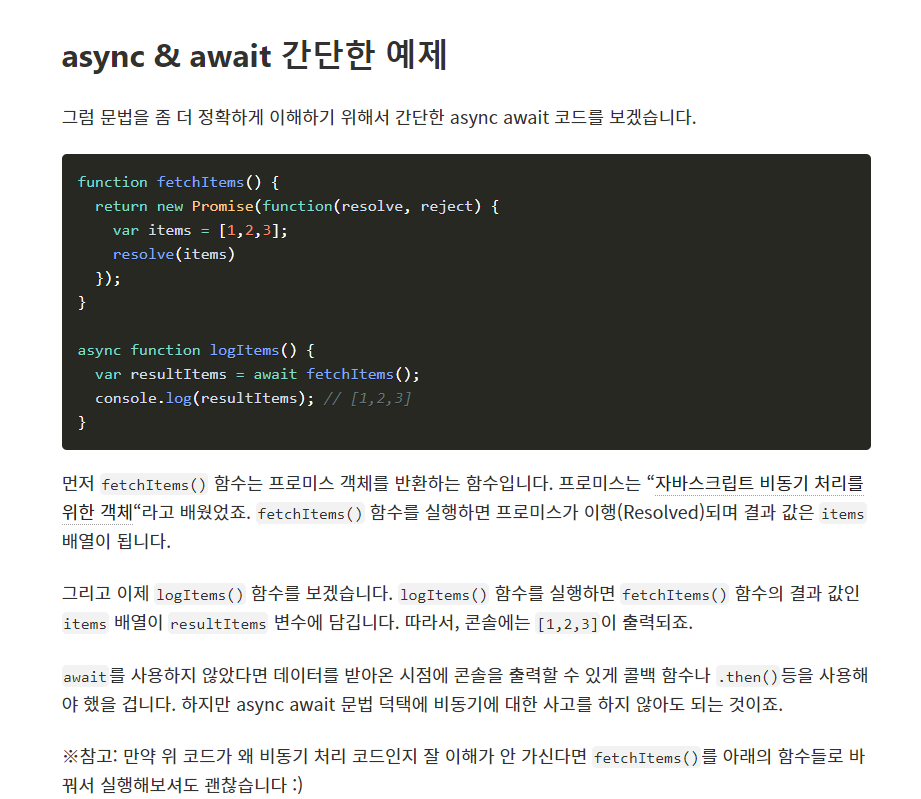 async & await 간단한 예제
그럼 문법을 좀 더 정확하게 이해하기 위해서 간단한 async await 코드를 보겠습니다.
function fetchItems() {
  return new Promise(function(resolve, reject) {
    var items = [1,2,3];
    resolve(items)
  });
}

async function logItems() {
  var resultItems = await fetchItems();
  console.log(resultItems); // [1,2,3]
}
먼저 fetchItems() 함수는 프로미스 객체를 반환하는 함수입니다. 프로미스는 “자바스크립트 비동기 처리를
위한 객체“라고 배웠었죠. fetchItems() 함수를 실행하면 프로미스가 이행(Resolved)되며 결과 값은 items
배열이 됩니다.
그리고 이제 logItems() 함수를 보겠습니다. logItems() 함수를 실행하면 fetchItems() 함수의 결과 값인
items 배열이 resultItems 변수에 담깁니다. 따라서, 콘솔에는 [1,2,3]이 출력되죠.
await를 사용하지 않았다면 데이터를 받아온 시점에 콘솔을 출력할 수 있게 콜백 함수나 .then()등을 사용해
야 했을 겁니다. 하지만 async await 문법 덕택에 비동기에 대한 사고를 하지 않아도 되는 것이죠.
※참고: 만약 위 코드가 왜 비동기 처리 코드인지 잘 이해가 안 가신다면 fetchItems()를 아래의 함수들로 바
꿔서 실행해보셔도 괜찮습니다 :)